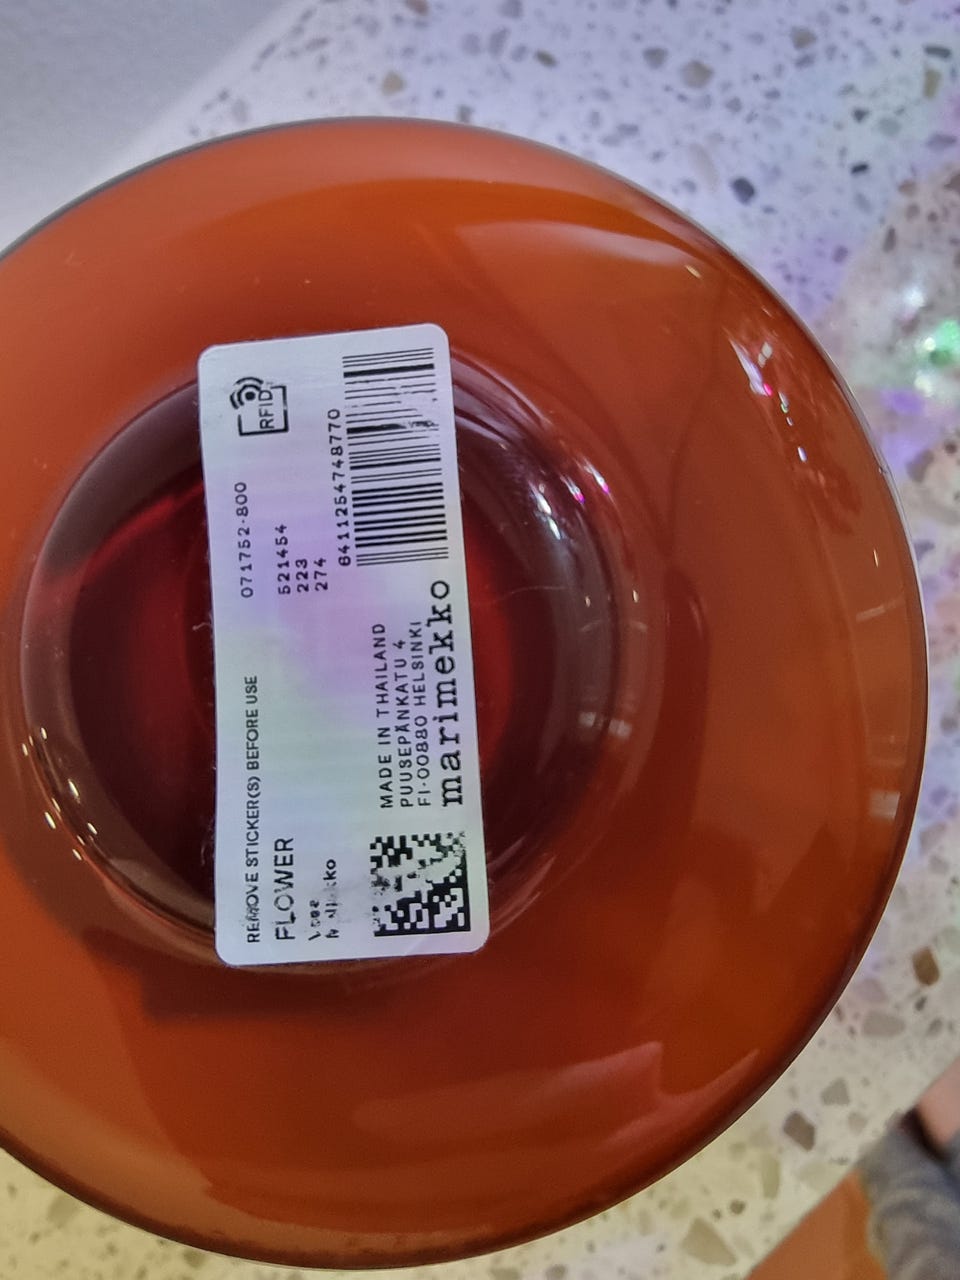 REMOVE STICKER(S) BEFORE USE
FLOWER
071752-800
521454
223
274
RFID
6411254748770
MADE IN THAILAND
PUUSEPÄNKATU 4
FI-00880 HELSINKI
marimekko